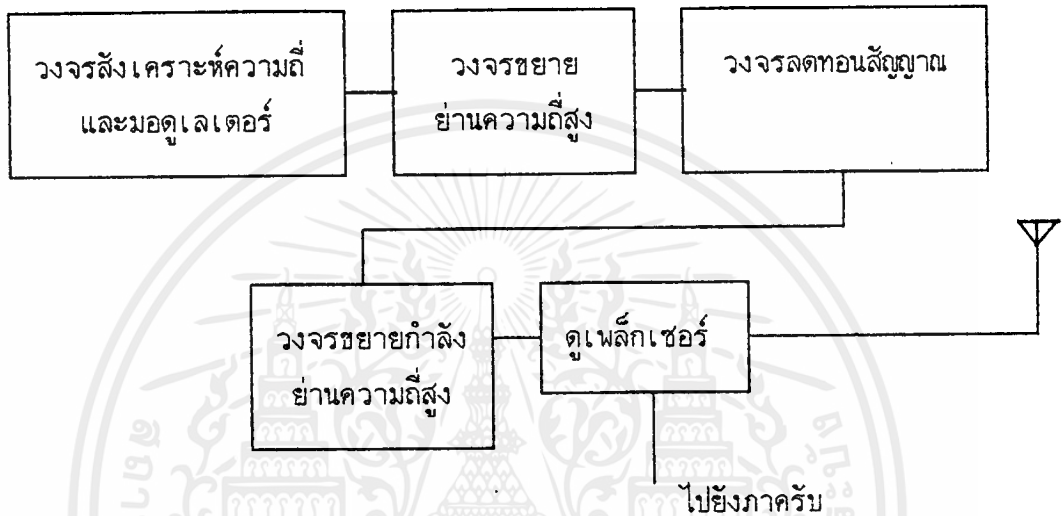 วงจรสังเคราะห์ความถี่
และมอดูเลเตอร์
วงจรขยาย
ย่านความถี่สูง
วงจรลดทอนสัญญาณ
วงจรขยายกำลัง
ย่านความถี่สูง
ดูเพล็กเซอร์
ไปยังภาครับ